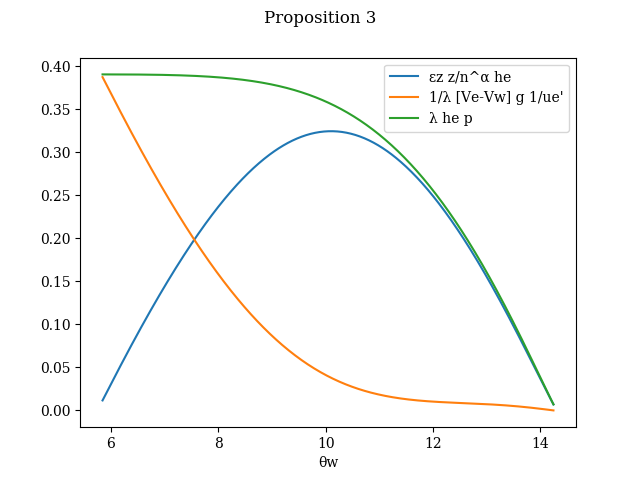 Proposition 3
εz z/n^α he
1/λ [Ve-Vw] g 1/ue'
λ he p
0.40
0.35
0.30
0.25
0.20
0.15
0.10
0.05
0.00
6 8 10 12 14
θw